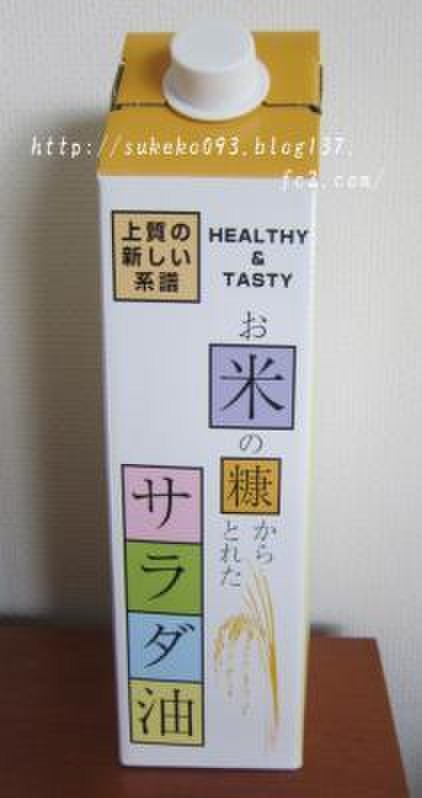 http://sukeko093.blog137.
fc2.com/
上質の
新しい
系譜
HEALTHY
&
TASTY
お米の糠から
とれた
サラダ油